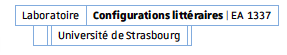 Laboratoire | Configurations littéraires | EA 1337
Université de Strasbourg